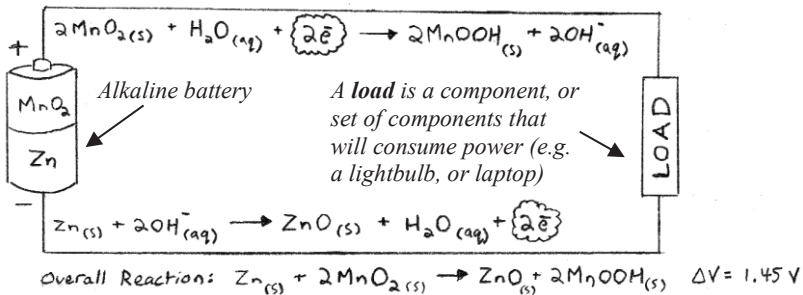 2MnO₂(s) + H₂O(aq) + 2ē → 2MnOOH(s) + 2OH⁻(aq)
+
MnO₂
Zn
−
Alkaline battery
A load is a component, or
set of components that
will consume power (e.g.
a lightbulb, or laptop)
LOAD
Zn(s) + 2OH⁻(aq) → ZnO(s) + H₂O(aq) + 2ē
Overall Reaction: Zn(s) + 2MnO₂(s) → ZnO(s) + 2MnOOH(s) ΔV = 1.45 V